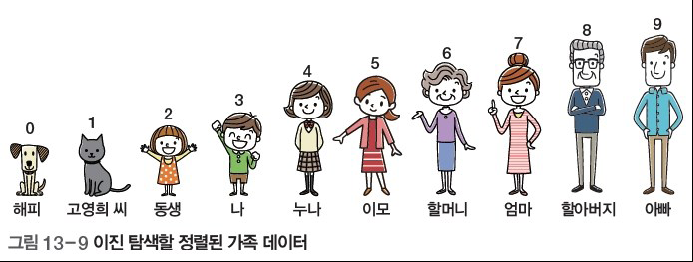 0 1 2 3 4 5 6 7 8 9
해피 고영희 씨 동생 나 누나 이모 할머니 엄마 할아버지 아빠
그림 13-9 이진 탐색할 정렬된 가족 데이터